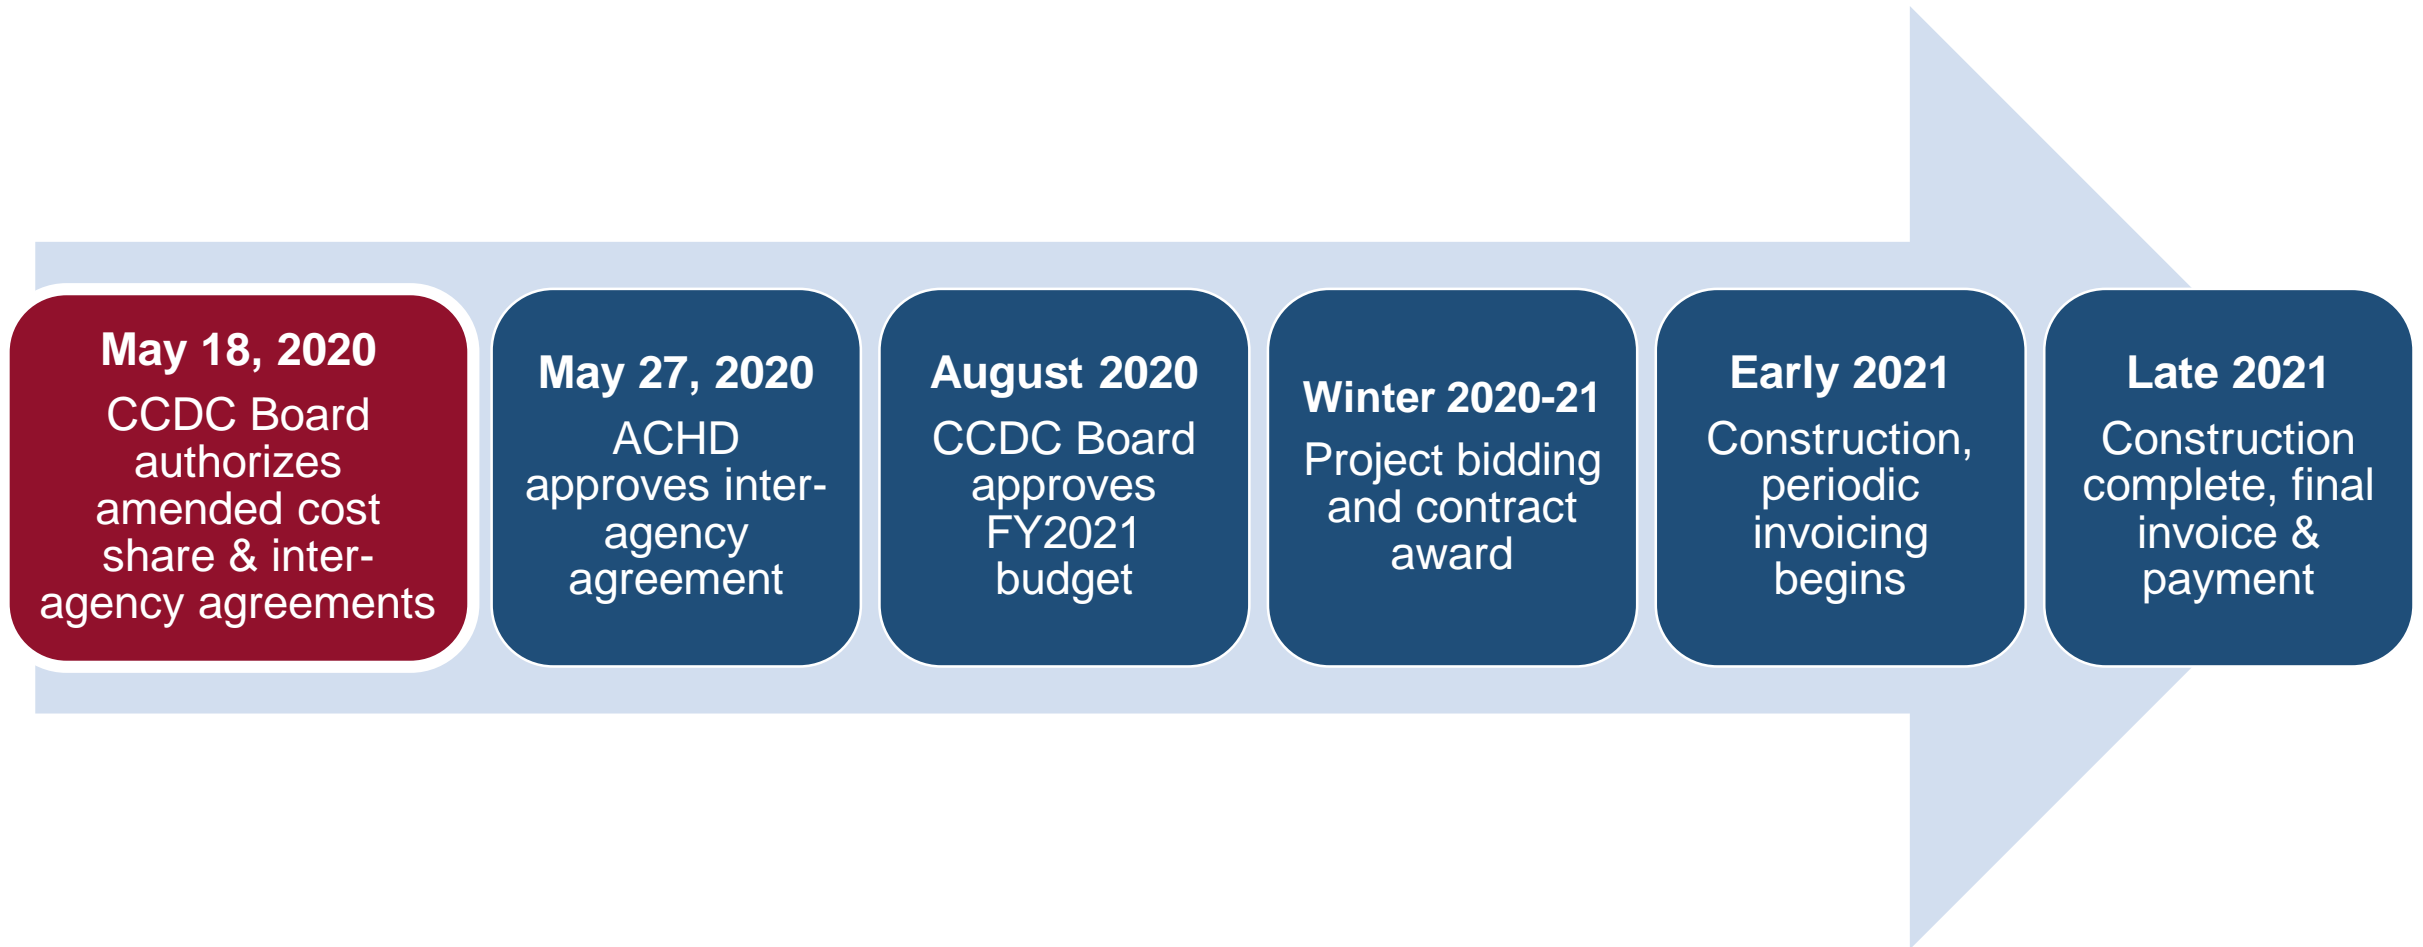 May 18, 2020
CCDC Board
authorizes
amended cost
share & inter-
agency agreements
May 27, 2020
ACHD
approves inter-
agency
agreement
August 2020
CCDC Board
approves
FY2021
budget
Winter 2020-21
Project bidding
and contract
award
Early 2021
Construction,
periodic
invoicing
begins
Late 2021
Construction
complete, final
invoice &
payment